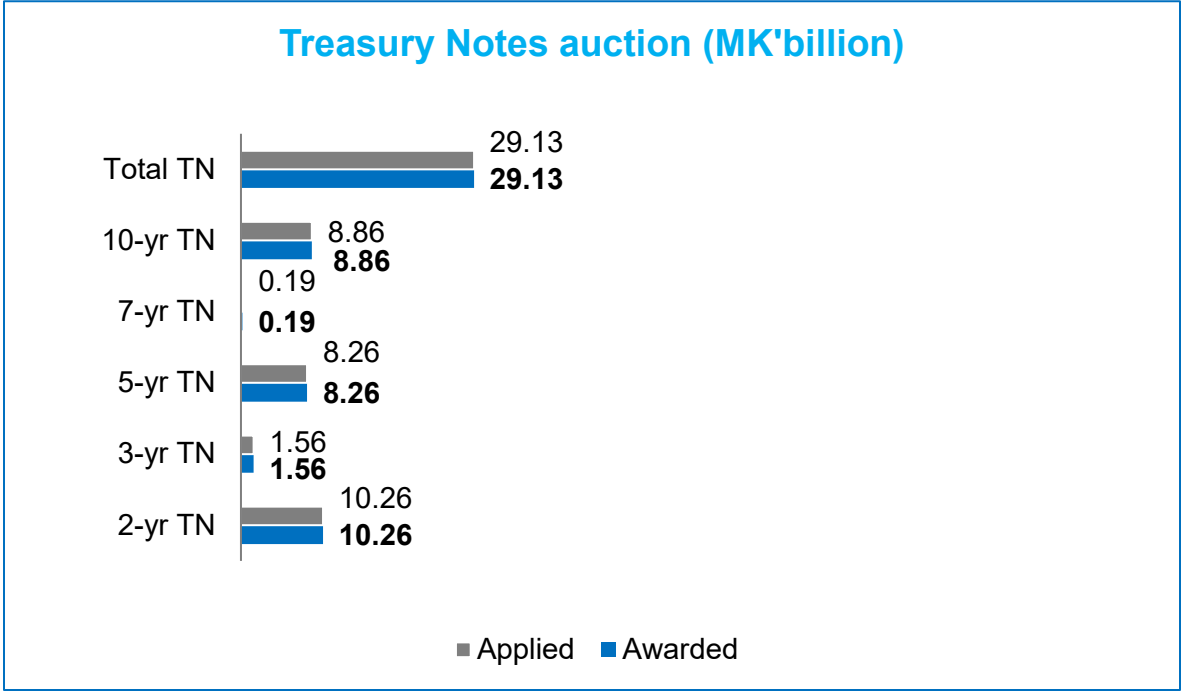 Treasury Notes auction (MK'billion)
Total TN
29.13
29.13
10-yr TN
8.86
8.86
7-yr TN
0.19
0.19
5-yr TN
8.26
8.26
3-yr TN
1.56
1.56
2-yr TN
10.26
10.26
Applied Awarded